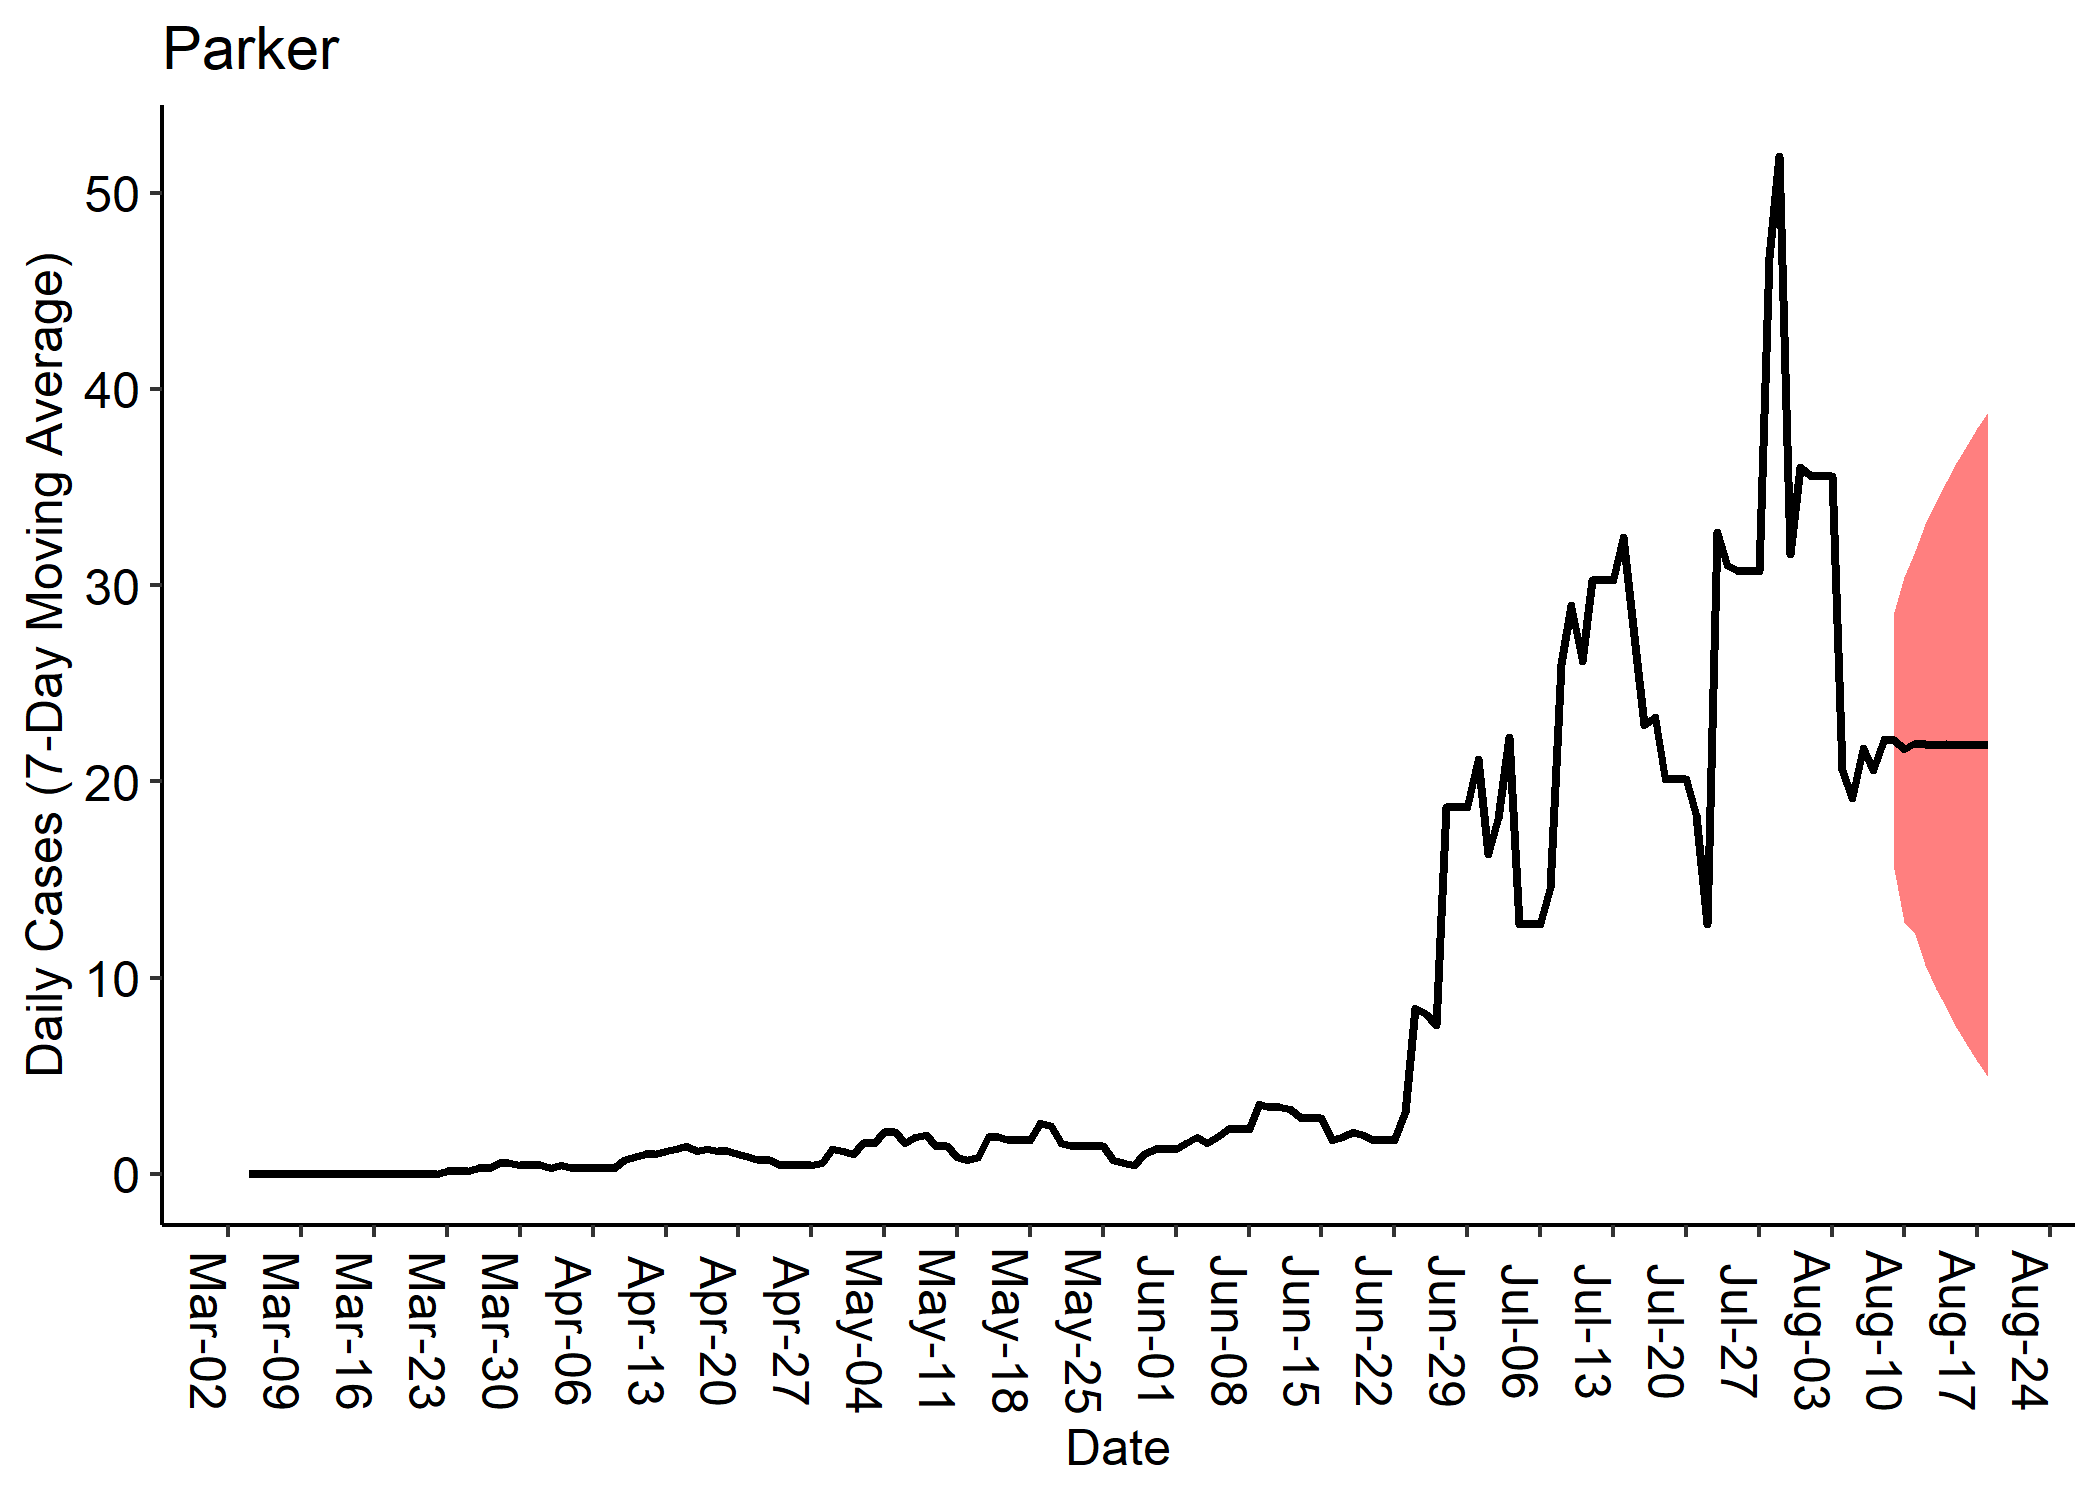 Parker
Daily Cases (7-Day Moving Average)
50
40
30
20
10
0
Mar-02
Mar-09
Mar-16
Mar-23
Mar-30
Apr-06
Apr-13
Apr-20
Apr-27
May-04
May-11
May-18
May-25
Jun-01
Jun-08
Jun-15
Jun-22
Jun-29
Jul-06
Jul-13
Jul-20
Jul-27
Aug-03
Aug-10
Aug-17
Aug-24
Date